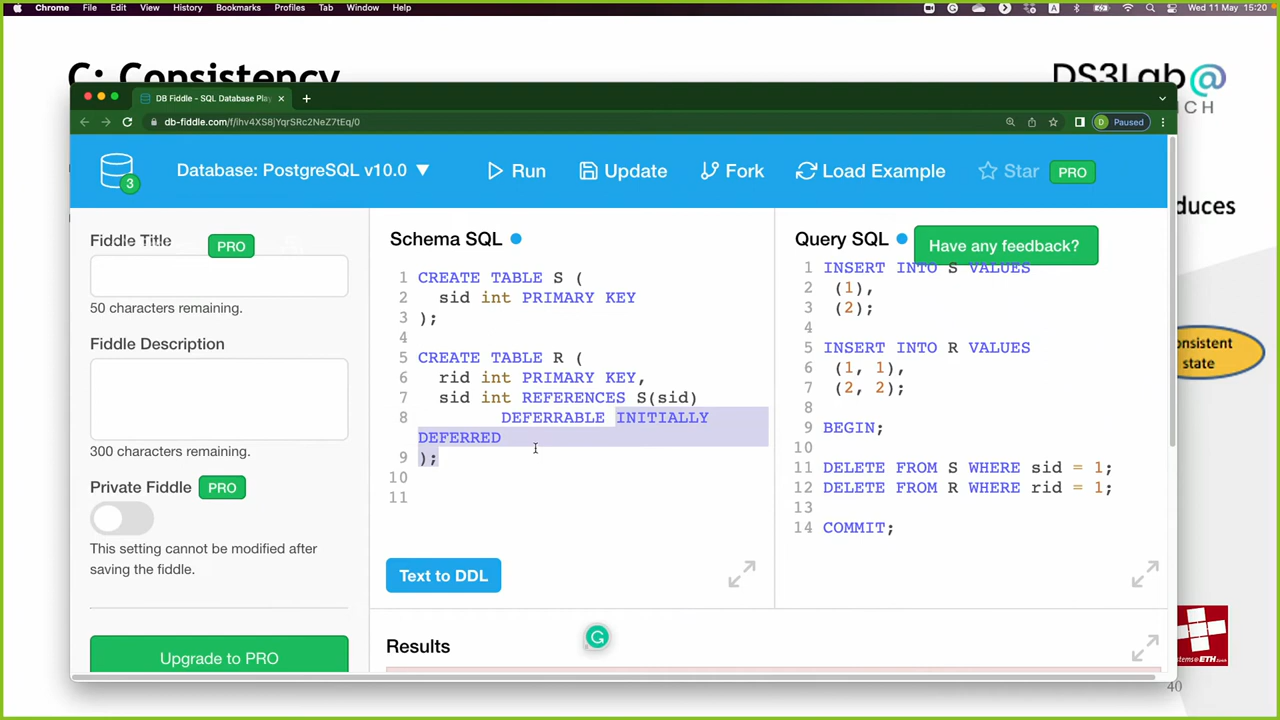 Chrome File Edit View History Bookmarks Profiles Tab Window Help Wed 11 May 15:20
C: Consistency
DS3Lab@
CH
DB Fiddle - SQL Database Play
db-fiddle.com/f/ihv4XS8jYqrSRc2NeZ7tEq/0
D Paused
3
Database: PostgreSQL v10.0 ▼
Run
Update
Fork
Load Example
Star
PRO
duces
Fiddle Title
PRO
50 characters remaining.
Fiddle Description
300 characters remaining.
Private Fiddle PRO
This setting cannot be modified after
saving the fiddle.
Upgrade to PRO
Schema SQL
1 CREATE TABLE S (
2 sid int PRIMARY KEY
3 );
4
5 CREATE TABLE R (
6 rid int PRIMARY KEY,
7 sid int REFERENCES S(sid)
8 DEFERRABLE INITIALLY
DEFERRED
9 );
10
11
Text to DDL
Query SQL
Have any feedback?
1 INSERT INTO S VALUES
2 (1),
3 (2);
4
5 INSERT INTO R VALUES
6 (1, 1),
7 (2, 2);
8
9 BEGIN;
10
11 DELETE FROM S WHERE sid = 1;
12 DELETE FROM R WHERE rid = 1;
13
14 COMMIT;
Results
onsistent
state
stems@ETH Zürich
40